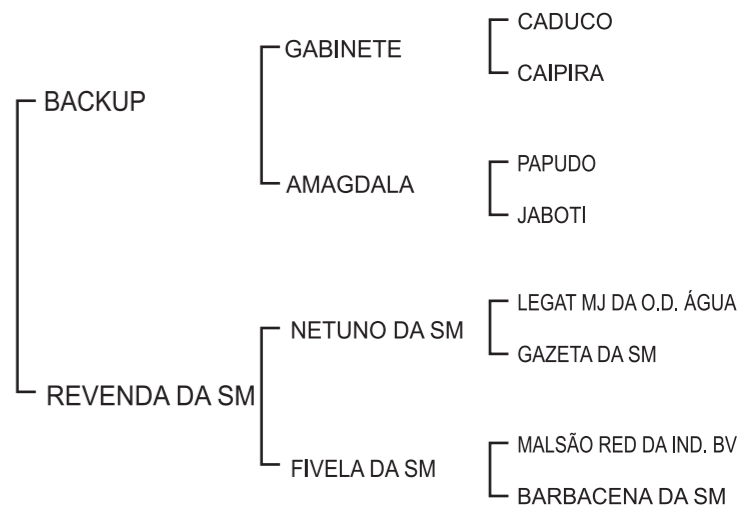 CADUCO
GABINETE
CAIPIRA
BACKUP
PAPUDO
AMAGDALA
JABOTI
LEGAT MJ DA O.D. ÁGUA
NETUNO DA SM
GAZETA DA SM
REVENDA DA SM
MALSÃO RED DA IND. BV
FIVELA DA SM
BARBACENA DA SM